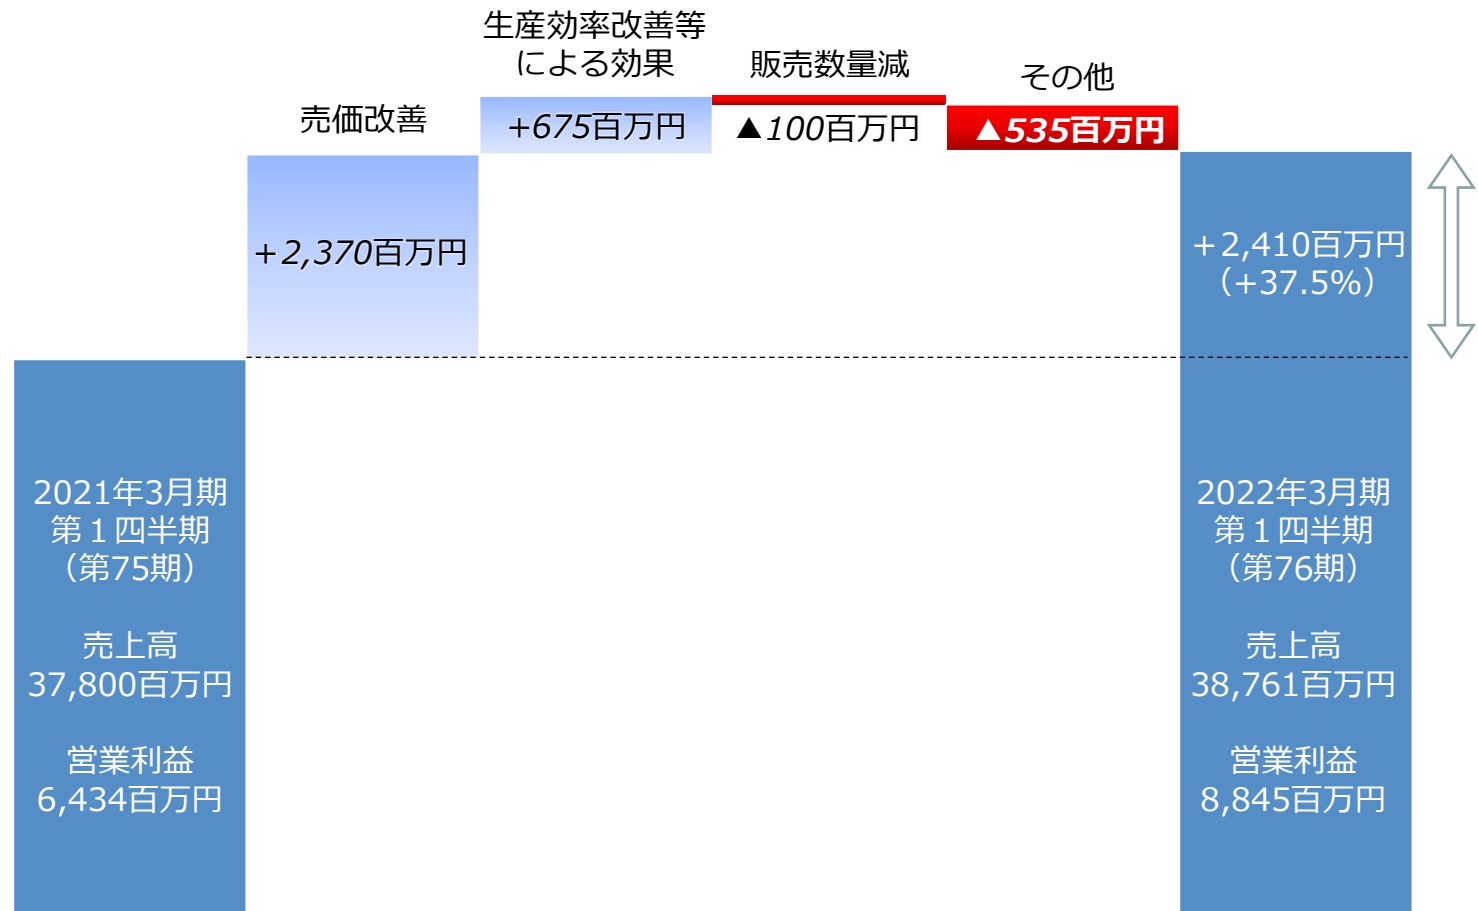 生産効率改善等
による効果
販売数量減
その他
売価改善
+675百万円
▲100百万円
▲535百万円
+2,370百万円
＋2,410百万円
（+37.5%）
2021年3月期
第１四半期
（第75期）
売上高
37,800百万円
営業利益
6,434百万円
2022年3月期
第１四半期
（第76期）
売上高
38,761百万円
営業利益
8,845百万円